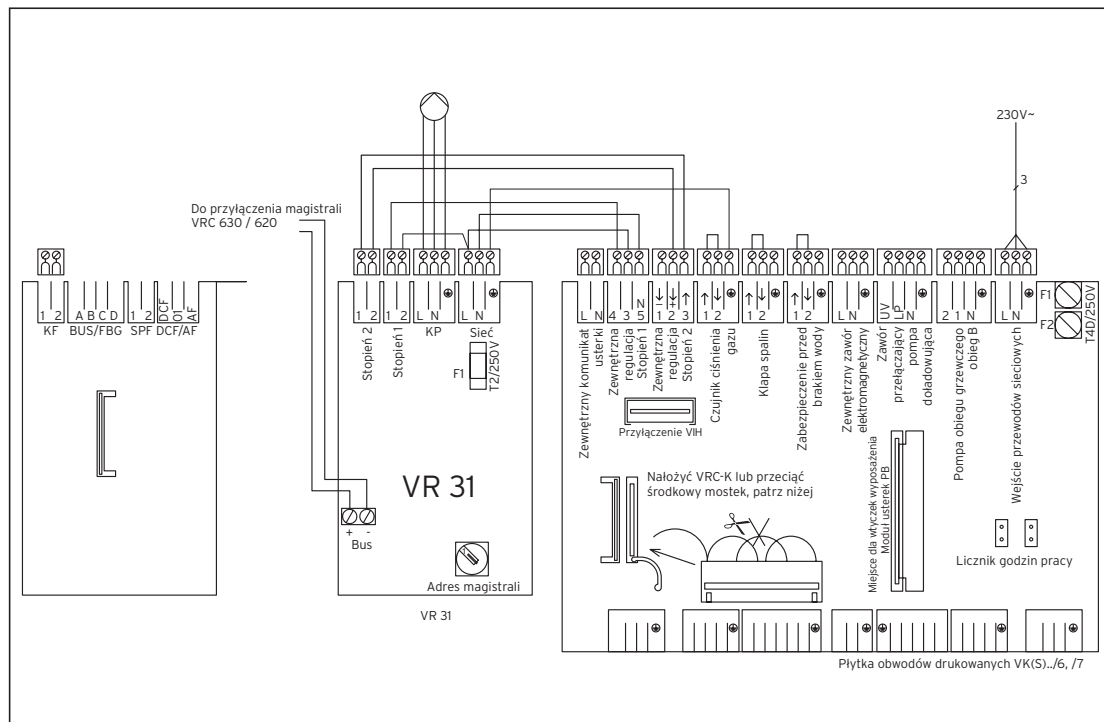 230V~
3
Do przyłączenia magistrali
VRC 630 / 620
1 2
KF
A B C D
BUS/FBG
1 2
SPF
DCF
O1
AF
DCF/AF
1 2
Stopień 2
1 2
Stopień 1
L N
KP
L N
Sieć
F1
T2/250V
VR 31
+ -
Bus
Adres magistrali
VR 31
L N
Zewnętrzny komunikat
usterki
4 3 5
N
Zewnętrzna
regulacja
Stopień 1
- +
1 2 3
Zewnętrzna
regulacja
Stopień 2
1 2
Czujnik ciśnienia
gazu
1 2
Klapa spalin
1 2
Zabezpieczenie przed
brakiem wody
L N
Zewnętrzny zawór
elektromagnetyczny
UV
LP
N
Zawór
przełączający
pompa
doładowująca
2 1 N
Pompa obiegu grzewczego
obieg B
L N
Wejście przewodów sieciowych
F1
F2
T4D/250V
Przyłączenie VIH
Nałożyć VRC-K lub przeciąć
środkowy mostek, patrz niżej
Miejsce dla wtyczek wyposażenia
Moduł usterek PB
Licznik godzin pracy
Płytka obwodów drukowanych VK(S)../6, /7